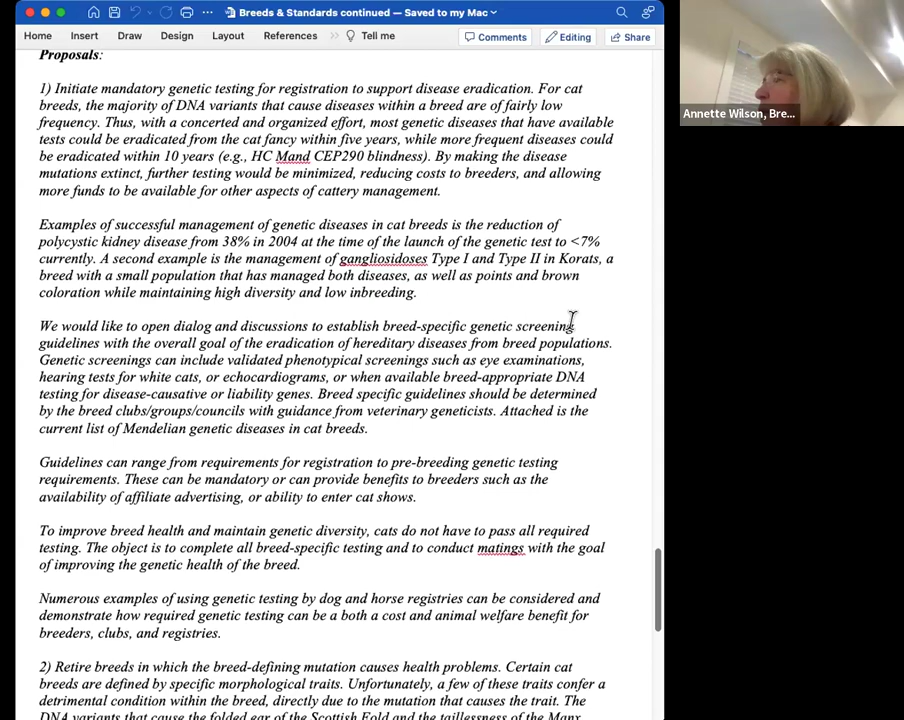 Breeds & Standards continued — Saved to my Mac
Home Insert Draw Design Layout References Tell me Comments Editing Share
Proposals:
1) Initiate mandatory genetic testing for registration to support disease eradication. For cat
breeds, the majority of DNA variants that cause diseases within a breed are of fairly low
frequency. Thus, with a concerted and organized effort, most genetic diseases that have available
tests could be eradicated from the cat fancy within five years, while more frequent diseases could
be eradicated within 10 years (e.g., HC Mand CEP290 blindness). By making the disease
mutations extinct, further testing would be minimized, reducing costs to breeders, and allowing
more funds to be available for other aspects of cattery management.
Examples of successful management of genetic diseases in cat breeds is the reduction of
polycystic kidney disease from 38% in 2004 at the time of the launch of the genetic test to <7%
currently. A second example is the management of gangliosidoses Type I and Type II in Korats, a
breed with a small population that has managed both diseases, as well as points and brown
coloration while maintaining high diversity and low inbreeding.
We would like to open dialog and discussions to establish breed-specific genetic screening
guidelines with the overall goal of the eradication of hereditary diseases from breed populations.
Genetic screenings can include validated phenotypical screenings such as eye examinations,
hearing tests for white cats, or echocardiograms, or when available breed-appropriate DNA
testing for disease-causative or liability genes. Breed specific guidelines should be determined
by the breed clubs/groups/councils with guidance from veterinary geneticists. Attached is the
current list of Mendelian genetic diseases in cat breeds.
Guidelines can range from requirements for registration to pre-breeding genetic testing
requirements. These can be mandatory or can provide benefits to breeders such as the
availability of affiliate advertising, or ability to enter cat shows.
To improve breed health and maintain genetic diversity, cats do not have to pass all required
testing. The object is to complete all breed-specific testing and to conduct matings with the goal
of improving the genetic health of the breed.
Numerous examples of using genetic testing by dog and horse registries can be considered and
demonstrate how required genetic testing can be a both a cost and animal welfare benefit for
breeders, clubs, and registries.
2) Retire breeds in which the breed-defining mutation causes health problems. Certain cat
breeds are defined by specific morphological traits. Unfortunately, a few of these traits confer a
detrimental condition within the breed, directly due to the mutation that causes the trait. The
DNA variants that cause the folded ear of the Scottish Fold and the taillessness of the Manx
Annette Wilson, Bre...